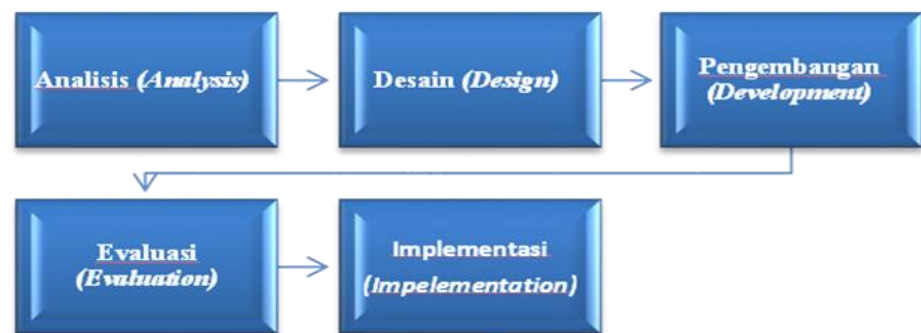 Analisis (Analysis)
Desain (Design)
Pengembangan
(Development)
Evaluasi
(Evaluation)
Implementasi
(Impelementation)